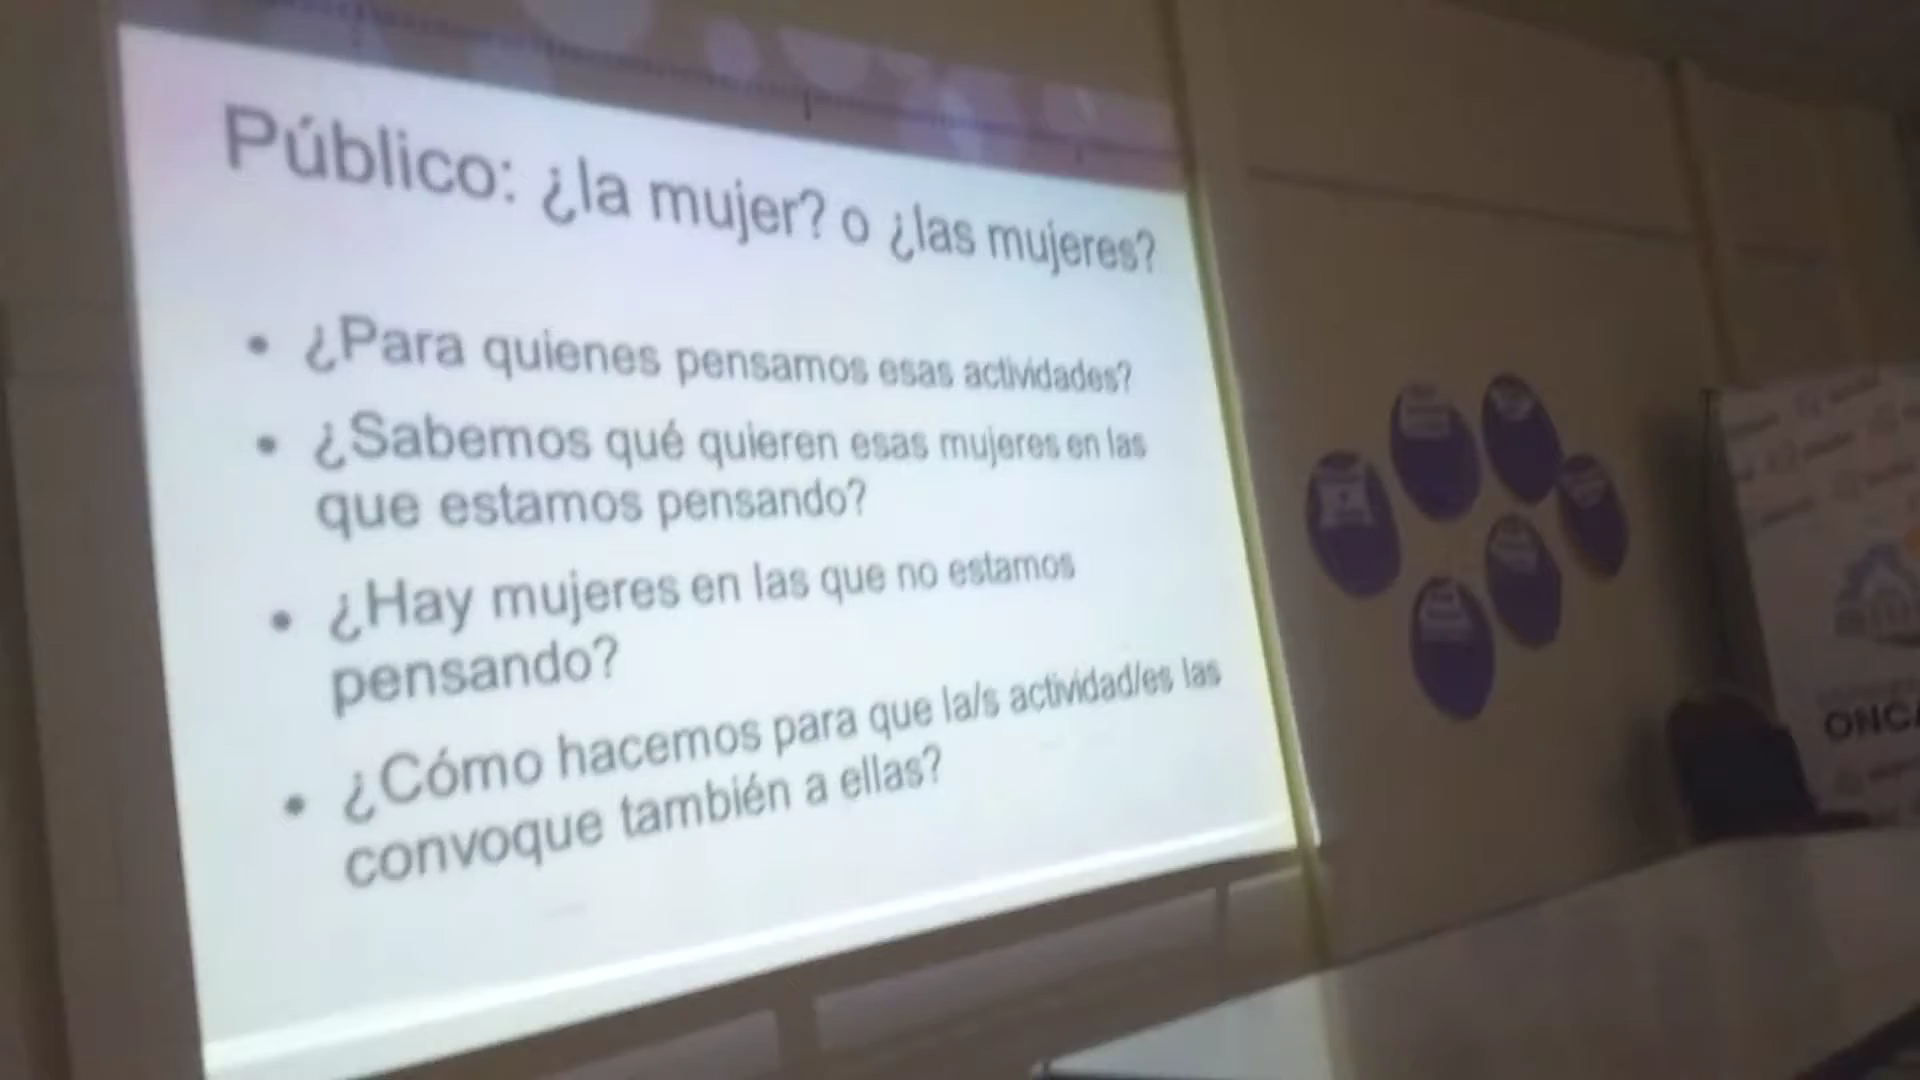 Público: ¿la mujer? o ¿las mujeres?
• ¿Para quienes pensamos esas actividades?
• ¿Sabemos qué quieren esas mujeres en las
que estamos pensando?
• ¿Hay mujeres en las que no estamos
pensando?
• ¿Cómo hacemos para que la/s actividad/es las
convoque también a ellas?